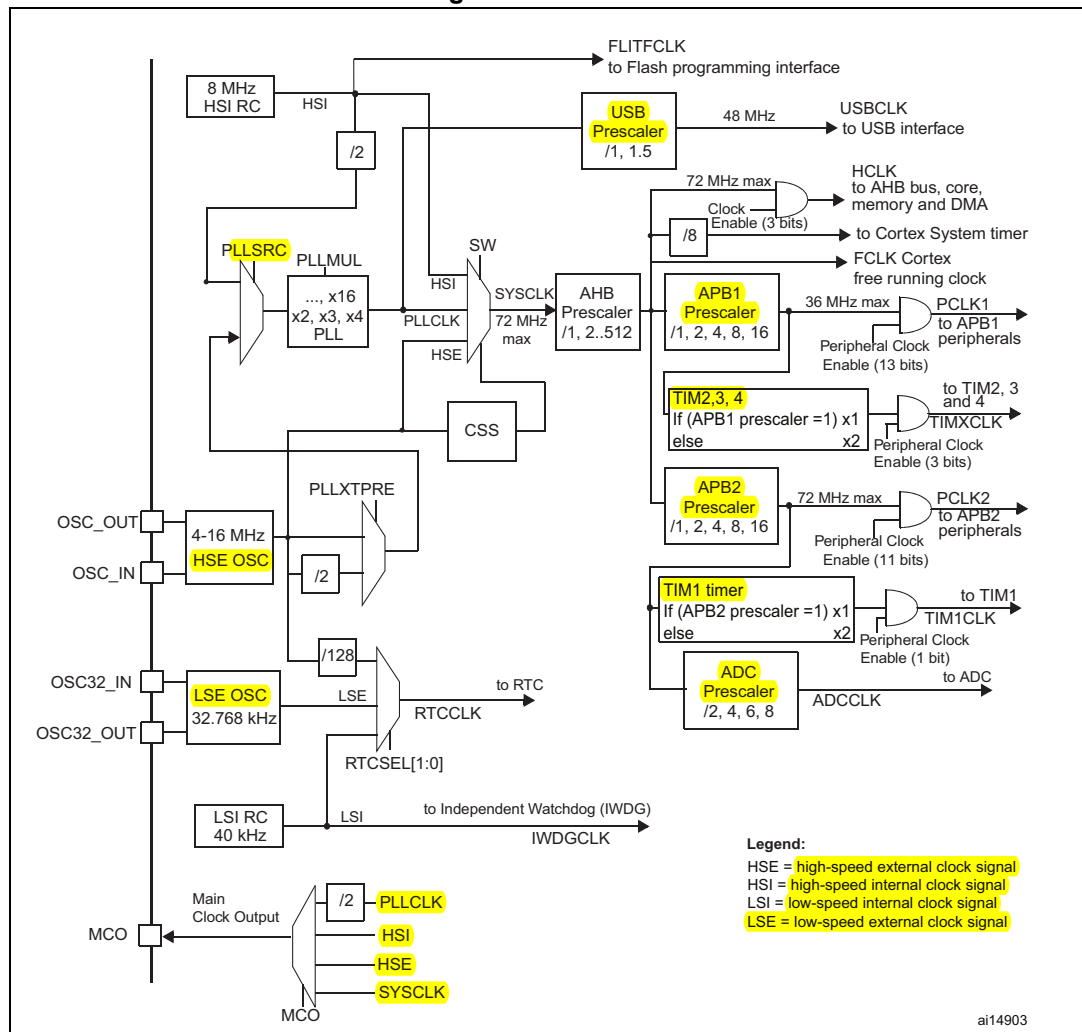 FLITFCLK
to Flash programming interface
8 MHz
HSI RC
HSI
/2
USB
Prescaler
/1, 1.5
48 MHz
USBCLK
to USB interface
72 MHz max
Clock
Enable (3 bits)
HCLK
to AHB bus, core,
memory and DMA
/8
to Cortex System timer
FCLK Cortex
free running clock
PLLSRC
PLLMUL
..., x16
x2, x3, x4
PLL
SW
HSI
PLLCLK
HSE
SYSCLK
72 MHz
max
AHB
Prescaler
/1, 2..512
APB1
Prescaler
/1, 2, 4, 8, 16
36 MHz max
PCLK1
to APB1
peripherals
Peripheral Clock
Enable (13 bits)
TIM2,3, 4
If (APB1 prescaler =1) x1
else x2
to TIM2, 3
and 4
TIMXCLK
Peripheral Clock
Enable (3 bits)
CSS
APB2
Prescaler
/1, 2, 4, 8, 16
72 MHz max
PCLK2
to APB2
peripherals
Peripheral Clock
Enable (11 bits)
PLLXTPRE
OSC_OUT
OSC_IN
4-16 MHz
HSE OSC
/2
TIM1 timer
If (APB2 prescaler =1) x1
else x2
to TIM1
TIM1CLK
Peripheral Clock
Enable (1 bit)
/128
OSC32_IN
OSC32_OUT
LSE OSC
32.768 kHz
LSE
to RTC
RTCCLK
RTCSEL[1:0]
ADC
Prescaler
/2, 4, 6, 8
to ADC
ADCCLK
LSI RC
40 kHz
LSI
to Independent Watchdog (IWDG)
IWDGCLK
Legend:
HSE = high-speed external clock signal
HSI = high-speed internal clock signal
LSI = low-speed internal clock signal
LSE = low-speed external clock signal
Main
Clock Output
MCO
/2
PLLCLK
HSI
HSE
SYSCLK
MCO
ai14903